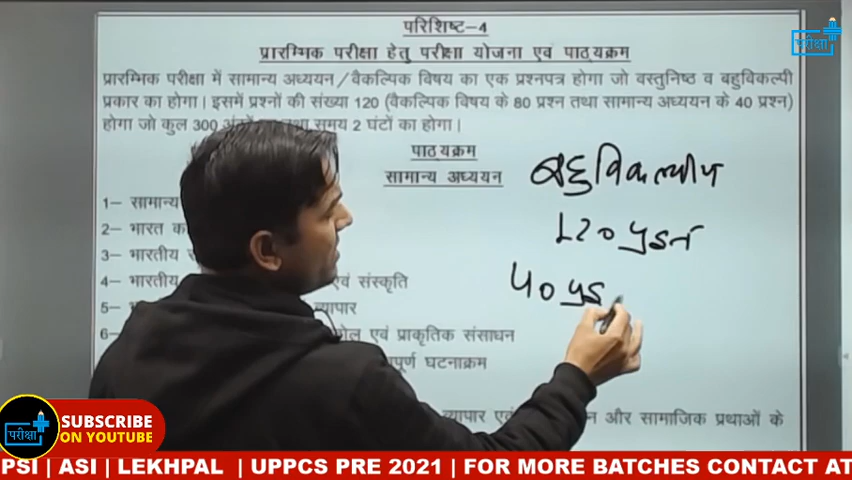 परिशिष्ट–4
परीक्षा
प्रारम्भिक परीक्षा हेतु परीक्षा योजना एवं पाठ्यक्रम
प्रारम्भिक परीक्षा में सामान्य अध्ययन/वैकल्पिक विषय का एक प्रश्नपत्र होगा जो वस्तुनिष्ठ व बहुविकल्पी
प्रकार का होगा। इसमें प्रश्नों की संख्या 120 (वैकल्पिक विषय के 80 प्रश्न तथा सामान्य अध्ययन के 40 प्रश्न)
होगा जो कुल 300 तथा समय 2 घंटों का होगा।
पाठ्यक्रम
सामान्य अध्ययन
बहुविकल्पीय
1– सामान्य
2– भारत का
120 प्रश्न
3– भारतीय
4– भारतीय एवं संस्कृति
40
व्यापार
6– एवं प्राकृतिक संसाधन
घटनाक्रम
व्यापार और सामाजिक प्रथाओं के
परीक्षा
SUBSCRIBE
ON YOUTUBE
PSI | ASI | LEKHPAL | UPPCS PRE 2021 | FOR MORE BATCHES CONTACT AT